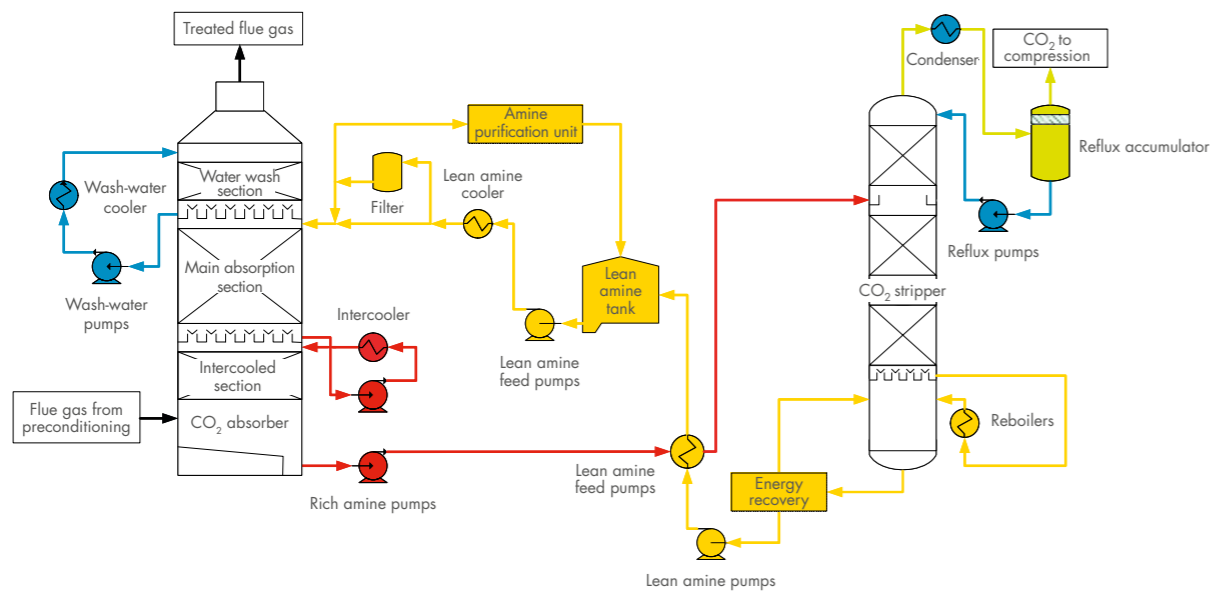 Treated flue gas
Condenser
CO₂ to
compression
Amine
purification unit
Reflux accumulator
Wash-water
cooler
Water wash
section
Filter
Lean amine
cooler
Reflux pumps
Main absorption
section
Wash-water
pumps
Lean
amine
tank
CO₂ stripper
Intercooler
Lean amine
feed pumps
Intercooled
section
Flue gas from
preconditioning
CO₂ absorber
Reboilers
Rich amine pumps
Lean amine
feed pumps
Energy
recovery
Lean amine pumps